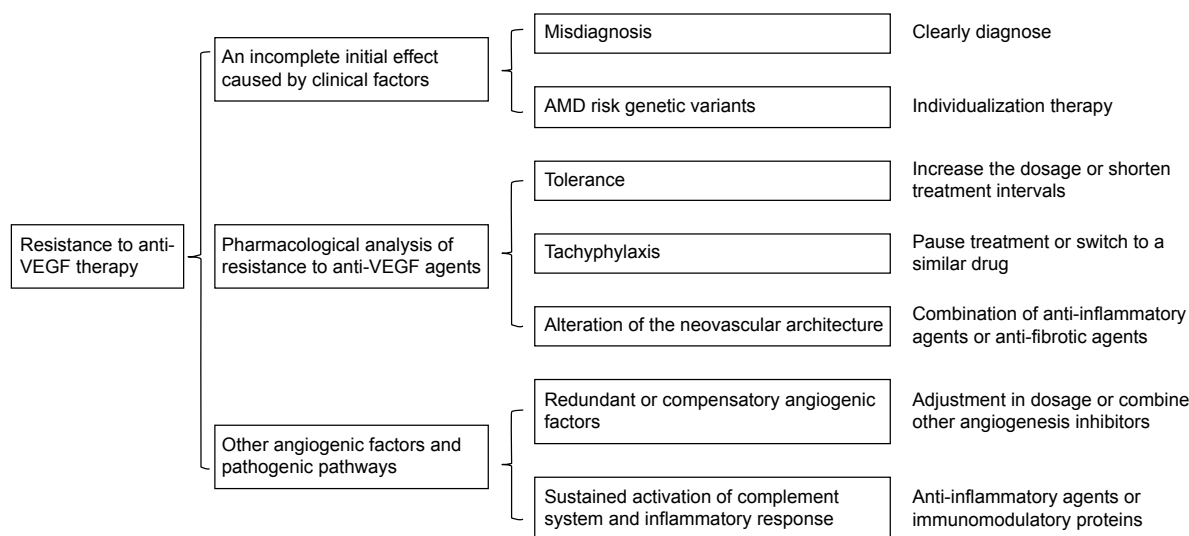 Misdiagnosis
Clearly diagnose
An incomplete initial effect
caused by clinical factors
AMD risk genetic variants
Individualization therapy
Tolerance
Increase the dosage or shorten
treatment intervals
Resistance to anti-
VEGF therapy
Pharmacological analysis of
resistance to anti-VEGF agents
Tachyphylaxis
Pause treatment or switch to a
similar drug
Alteration of the neovascular architecture
Combination of anti-inflammatory
agents or anti-fibrotic agents
Redundant or compensatory angiogenic
factors
Adjustment in dosage or combine
other angiogenesis inhibitors
Other angiogenic factors and
pathogenic pathways
Sustained activation of complement
system and inflammatory response
Anti-inflammatory agents or
immunomodulatory proteins